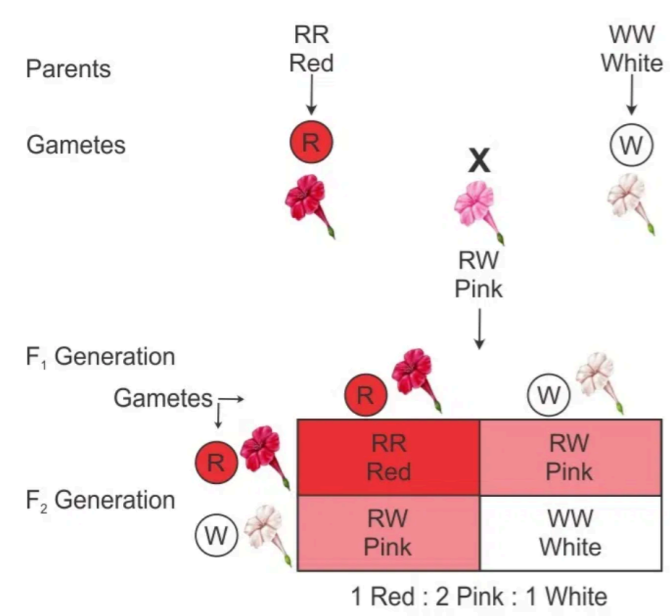 RR
Red
WW
White
Parents
Gametes
R
W
X
RW
Pink
F₁ Generation
R
W
Gametes
R
RR
Red
RW
Pink
F₂ Generation
W
RW
Pink
WW
White
1 Red : 2 Pink : 1 White